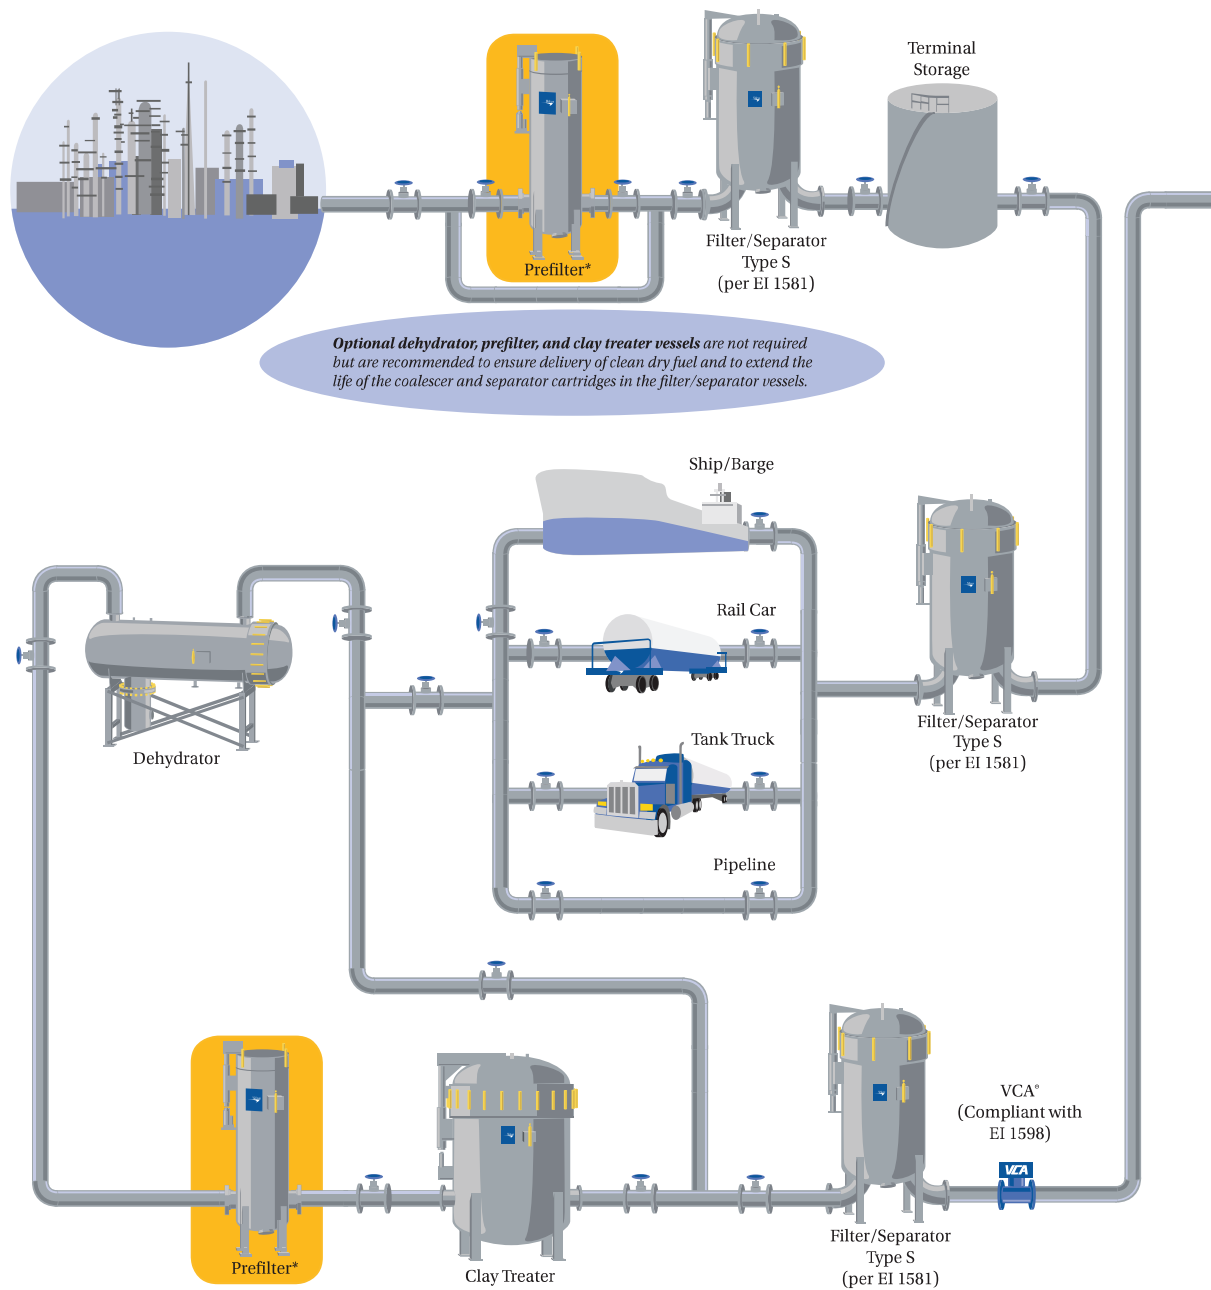 Terminal
Storage
Prefilter*
Filter/Separator
Type S
(per EI 1581)
Optional dehydrator, prefilter, and clay treater vessels are not required
but are recommended to ensure delivery of clean dry fuel and to extend the
life of the coalescer and separator cartridges in the filter/separator vessels.
Ship/Barge
Rail Car
Tank Truck
Pipeline
Filter/Separator
Type S
(per EI 1581)
Dehydrator
Prefilter*
Clay Treater
Filter/Separator
Type S
(per EI 1581)
VCA®
(Compliant with
EI 1598)
VCA